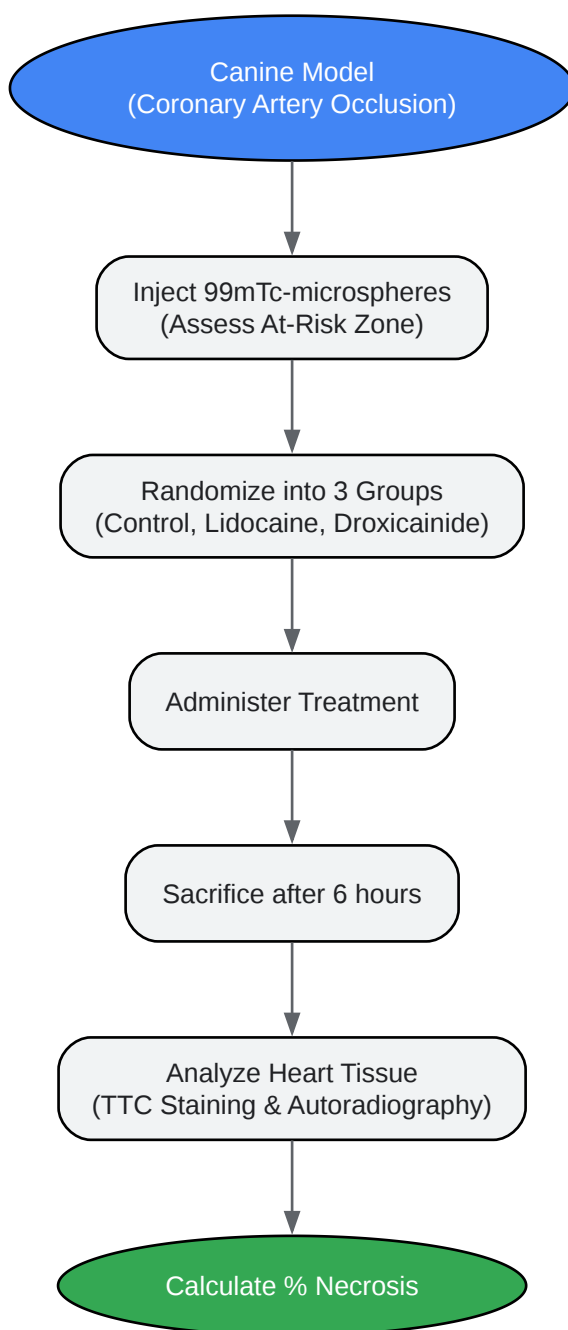 Canine Model
(Coronary Artery Occlusion)
Inject 99mTc-microspheres
(Assess At-Risk Zone)
Randomize into 3 Groups
(Control, Lidocaine, Droxicainide)
Administer Treatment
Sacrifice after 6 hours
Analyze Heart Tissue
(TTC Staining & Autoradiography)
Calculate % Necrosis